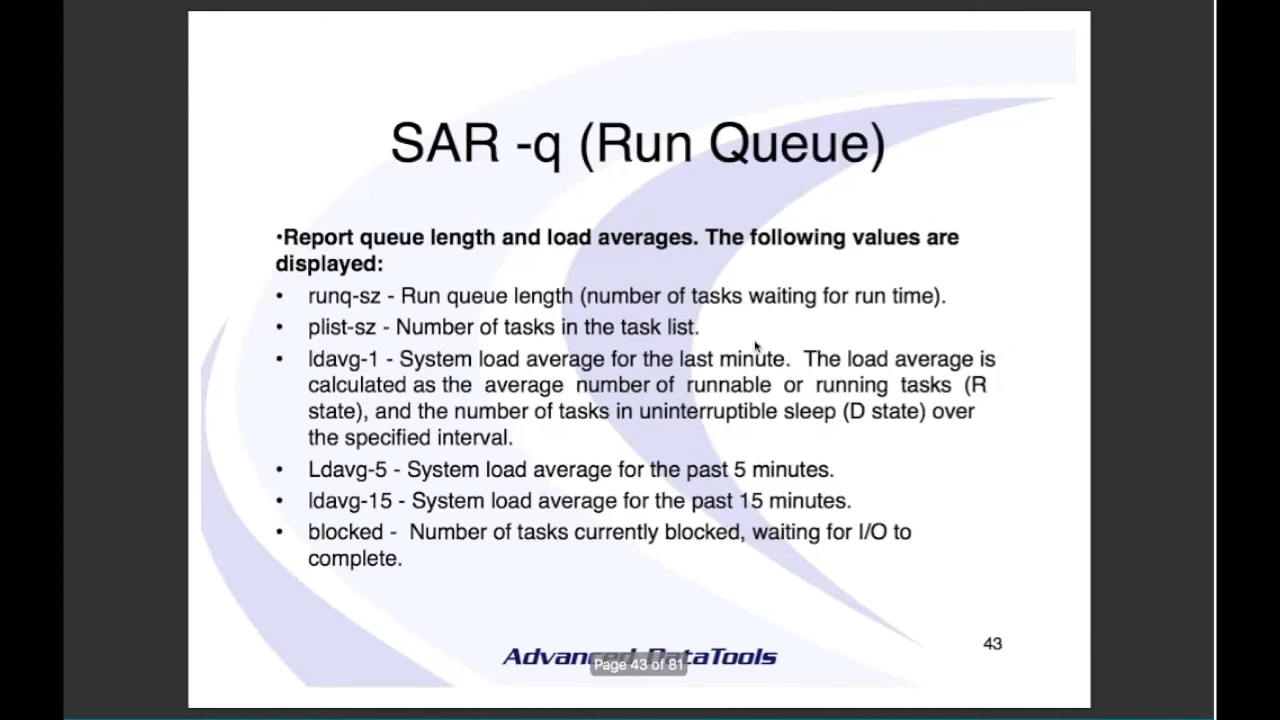 SAR -q (Run Queue)
•Report queue length and load averages. The following values are
displayed:
• runq-sz - Run queue length (number of tasks waiting for run time).
• plist-sz - Number of tasks in the task list.
• ldavg-1 - System load average for the last minute.  The load average is
calculated as the  average  number of  runnable  or  running  tasks  (R
state), and the number of tasks in uninterruptible sleep (D state) over
the specified interval.
• Ldavg-5 - System load average for the past 5 minutes.
• ldavg-15 - System load average for the past 15 minutes.
• blocked -  Number of tasks currently blocked, waiting for I/O to
complete.
43
Advanced DataTools
Page 43 of 81